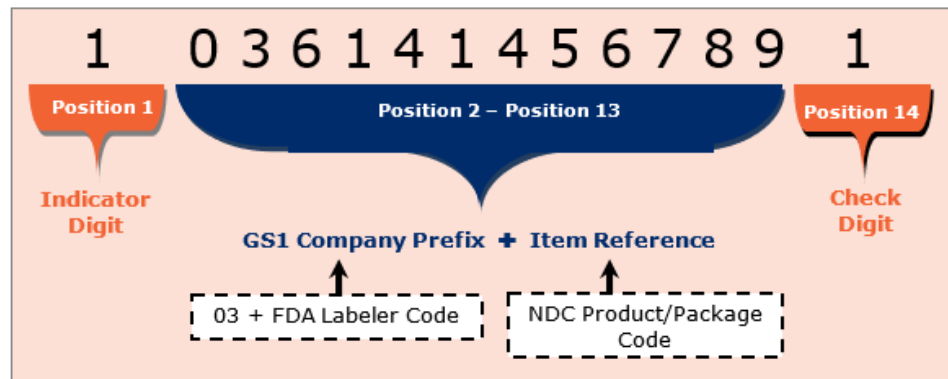 1 0 3 6 1 4 1 4 5 6 7 8 9 1
Position 1
Position 2 – Position 13
Position 14
Indicator
Digit
Check
Digit
GS1 Company Prefix + Item Reference
03 + FDA Labeler Code
NDC Product/Package
Code